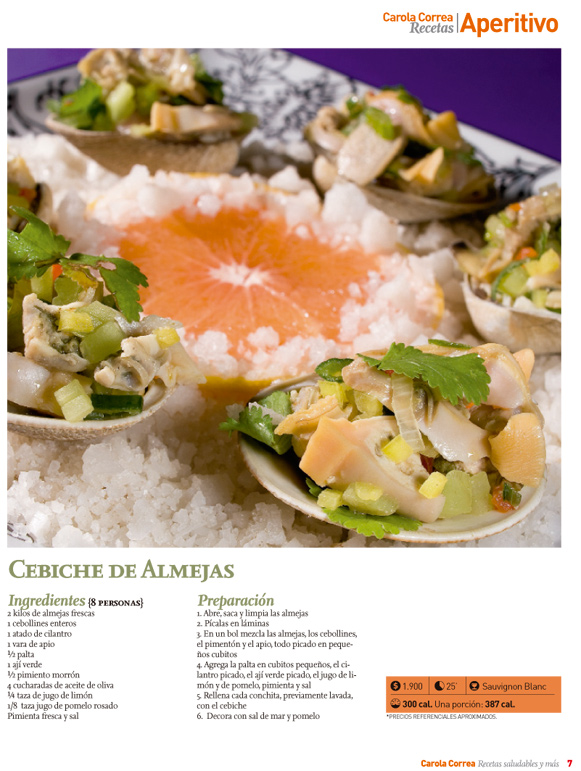 Carola Correa
Recetas
Aperitivo
CEBICHE DE ALMEJAS
Ingredientes {8 PERSONAS}
2 kilos de almejas frescas
1 cebollines enteros
1 atado de cilantro
1 vara de apio
½ palta
1 ají verde
½ pimiento morrón
4 cucharadas de aceite de oliva
¼ taza de jugo de limón
1/8 taza jugo de pomelo rosado
Pimienta fresca y sal
Preparación
1. Abre, saca y limpia las almejas
2. Pícalas en láminas
3. En un bol mezcla las almejas, los cebollines,
el pimentón y el apio, todo picado en peque-
ños cubitos
4. Agrega la palta en cubitos pequeños, el ci-
lantro picado, el ají verde picado, el jugo de li-
món y de pomelo, pimienta y sal
5. Rellena cada conchita, previamente lavada,
con el cebiche
6. Decora con sal de mar y pomelo
$ 1.900 25' Sauvignon Blanc
300 cal. Una porción: 387 cal.
*PRECIOS REFERENCIALES APROXIMADOS.
Carola Correa Recetas saludables y más 7